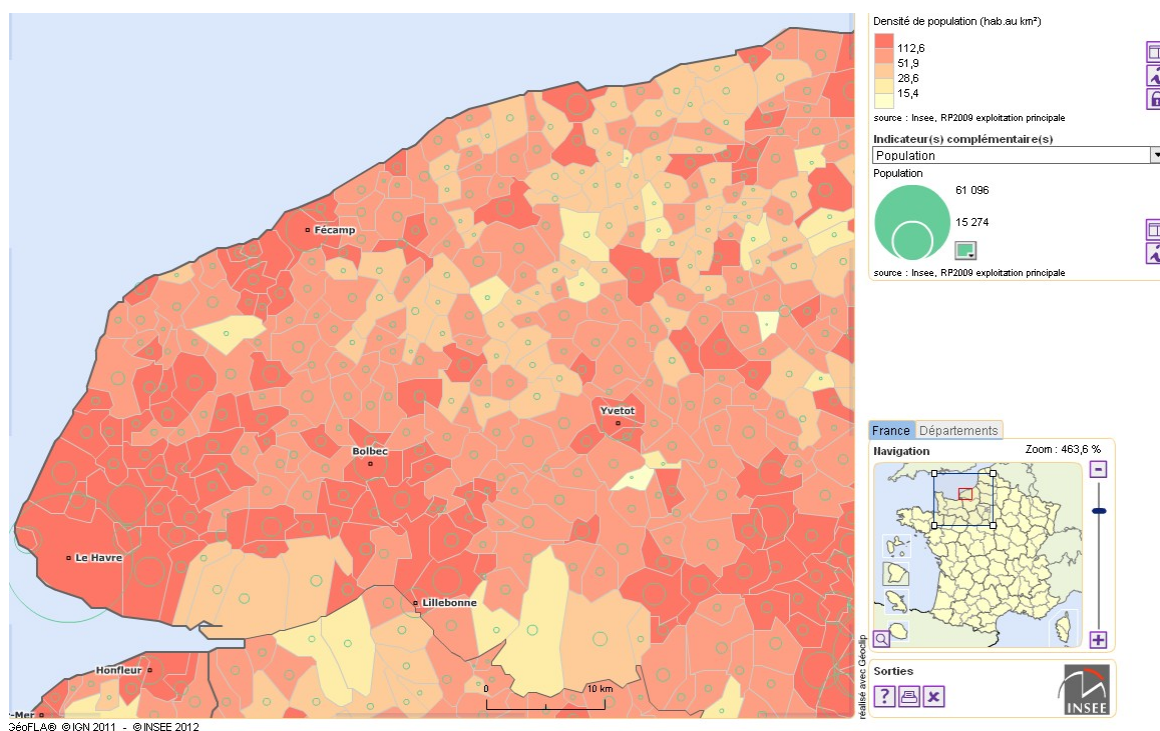 Densité de population (hab.au km²)
112,6
51,9
28,6
15,4
source : Insee, RP2009 exploitation principale
Indicateur(s) complémentaire(s)
Population
Population
61 096
15 274
source : Insee, RP2009 exploitation principale
Fécamp
Yvetot
Bolbec
Le Havre
Lillebonne
Honfleur
-Mer
0
10 km
réalisé avec Géoclip
France
Départements
Navigation
Zoom : 463,6 %
Sorties
?
INSEE
GéoFLA® © IGN 2011 - © INSEE 2012